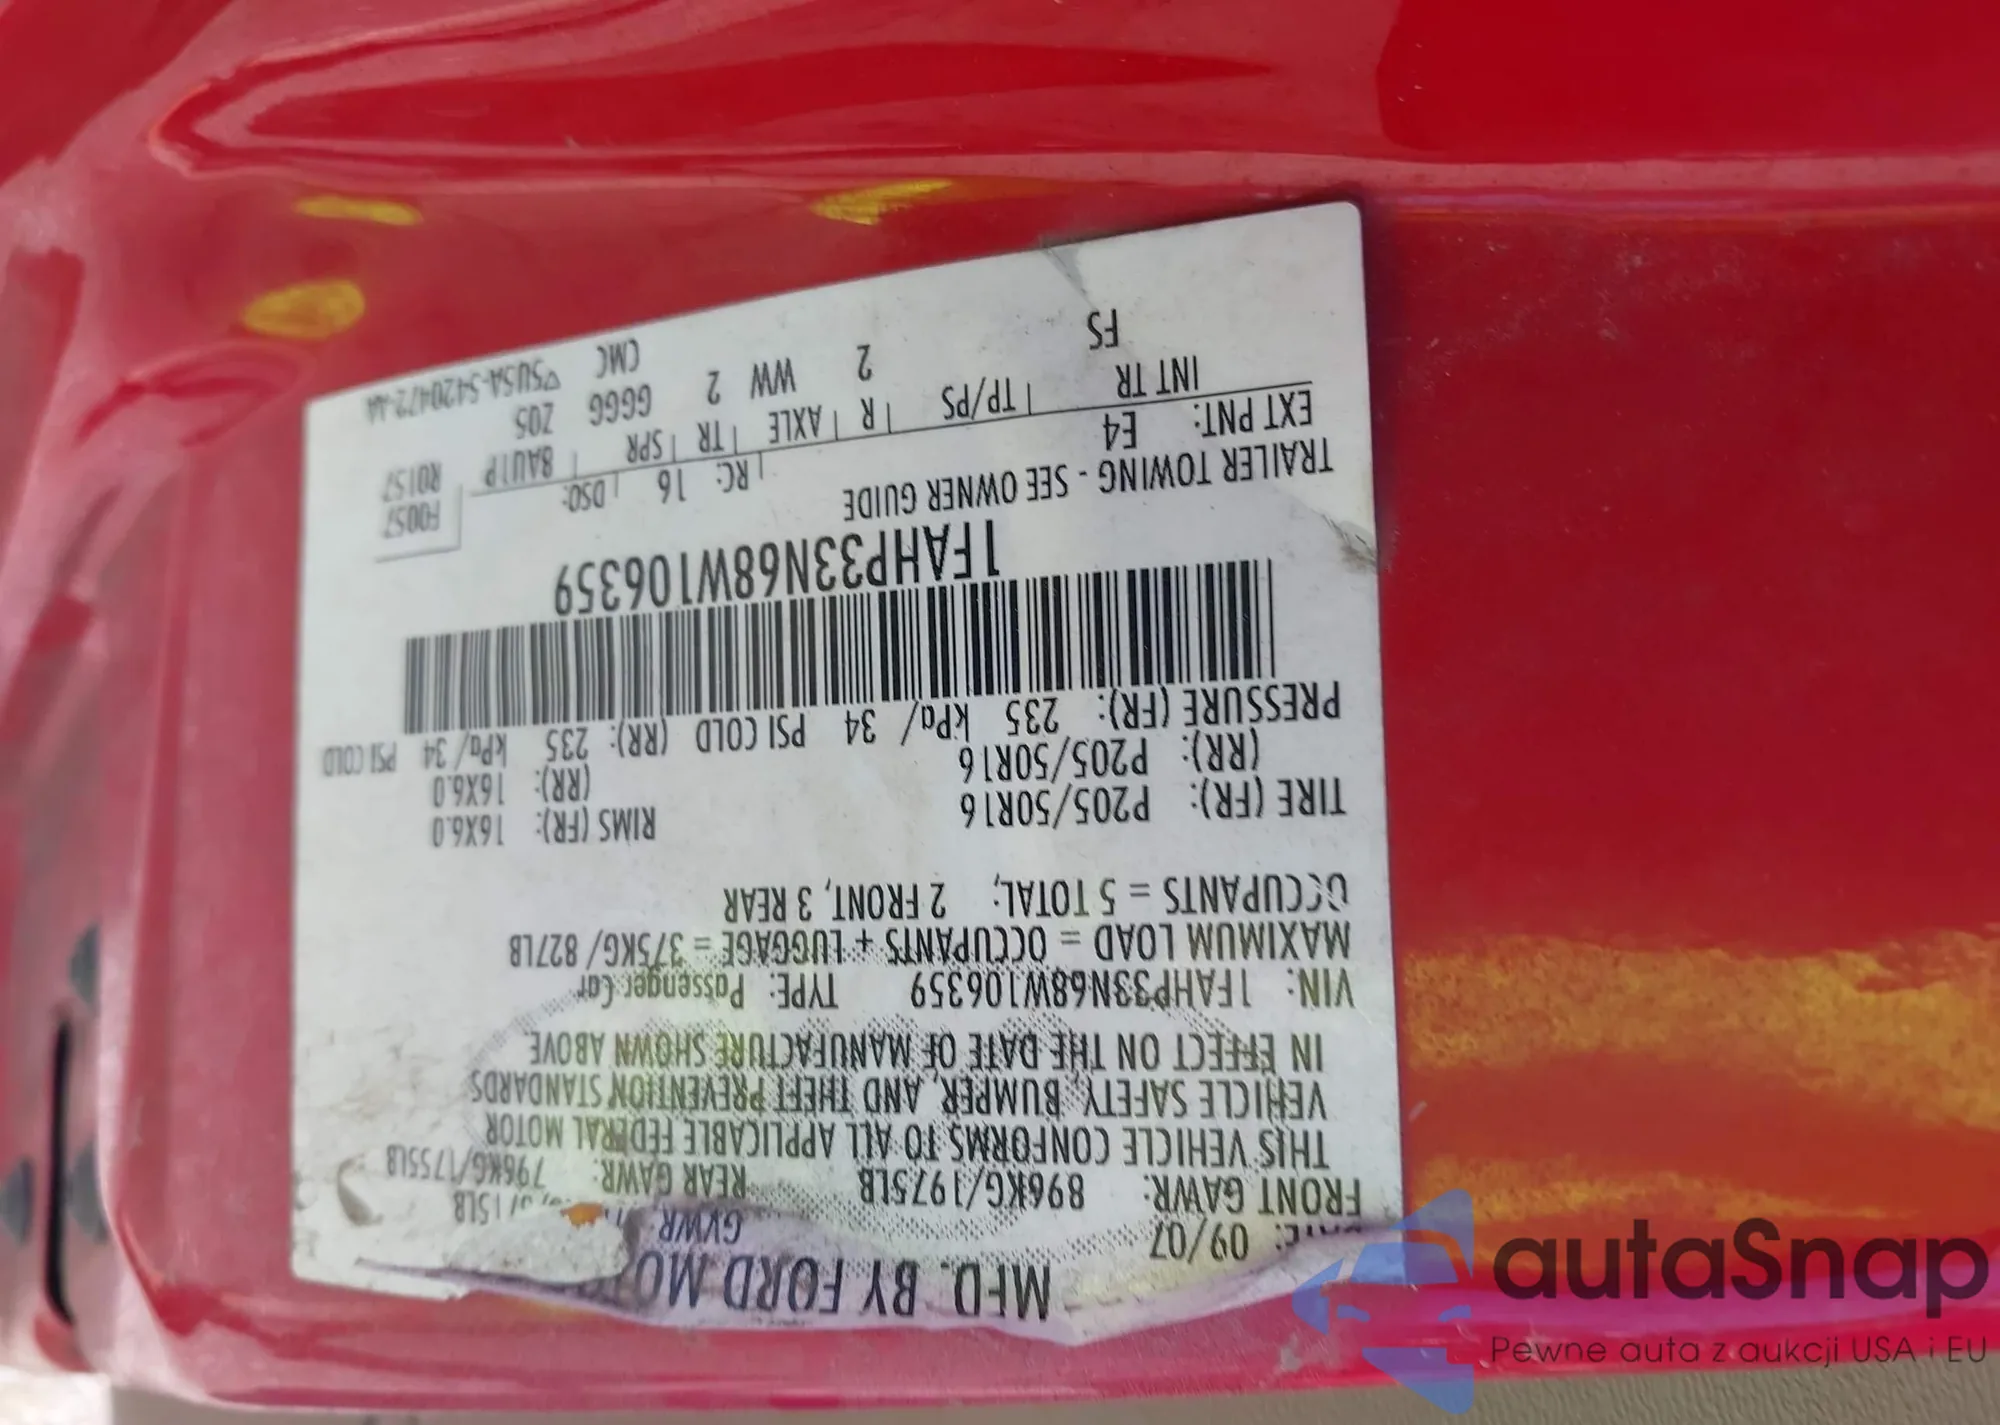 MFD. BY FORD MO
DATE: 09/07 GVWR:
FRONT GAWR: 896KG/1975LB REAR GAWR: 796KG/1755LB
THIS VEHICLE CONFORMS TO ALL APPLICABLE FEDERAL MOTOR
VEHICLE SAFETY, BUMPER, AND THEFT PREVENTION STANDARDS
IN EFFECT ON THE DATE OF MANUFACTURE SHOWN ABOVE
VIN: 1FAHP33N68W106359 TYPE: Passenger Car
MAXIMUM LOAD = OCCUPANTS + LUGGAGE = 375KG/ 827LB
OCCUPANTS = 5 TOTAL; 2 FRONT, 3 REAR
TIRE (FR): P205/50R16 RIMS (FR): 16X6.0
(RR): P205/50R16 (RR): 16X6.0
PRESSURE (FR): 235 kPa/ 34 PSI COLD (RR): 235 kPa/ 34 PSI COLD
1FAHP33N68W106359
TRAILER TOWING - SEE OWNER GUIDE
F0057
EXT PNT: E4 RC: 16 DSO: R0157
INT TR TP/PS R AXLE TR SPR 8AU1P
FS 2 WW 2 GGGG Z05
CMC ▽5U5A-5420472-AA
autaSnap
Pewne auta z aukcji USA i EU